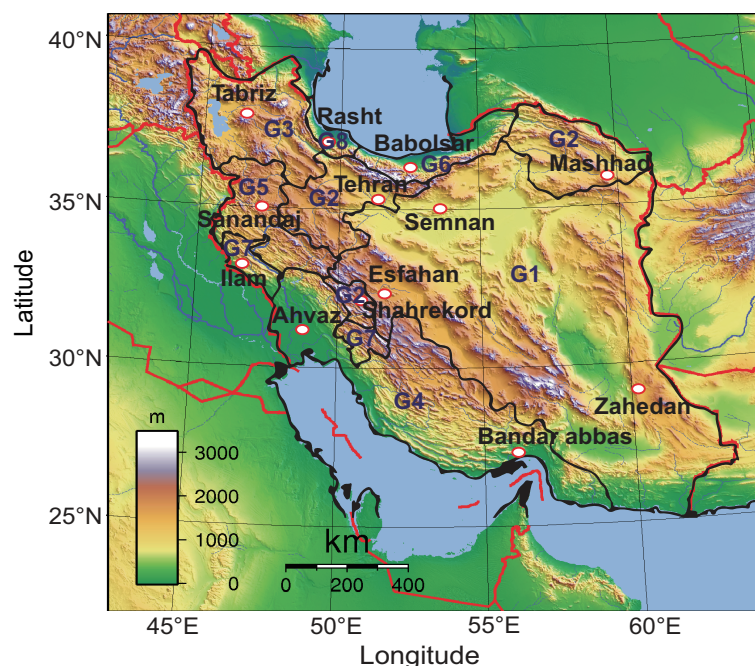 40°N
Tabriz
G3
Rasht
G8
Babolsar
G6
G2
Mashhad
Tehran
G5
G2
35°N
Sanandaj
Semnan
G7
Ilam
Esfahan
G1
G2
Shahrekord
Ahvaz
G7
30°N
G4
Zahedan
Bandar abbas
Latitude
m
3000
2000
1000
0
25°N
km
0 200 400
45°E 50°E 55°E 60°E
Longitude